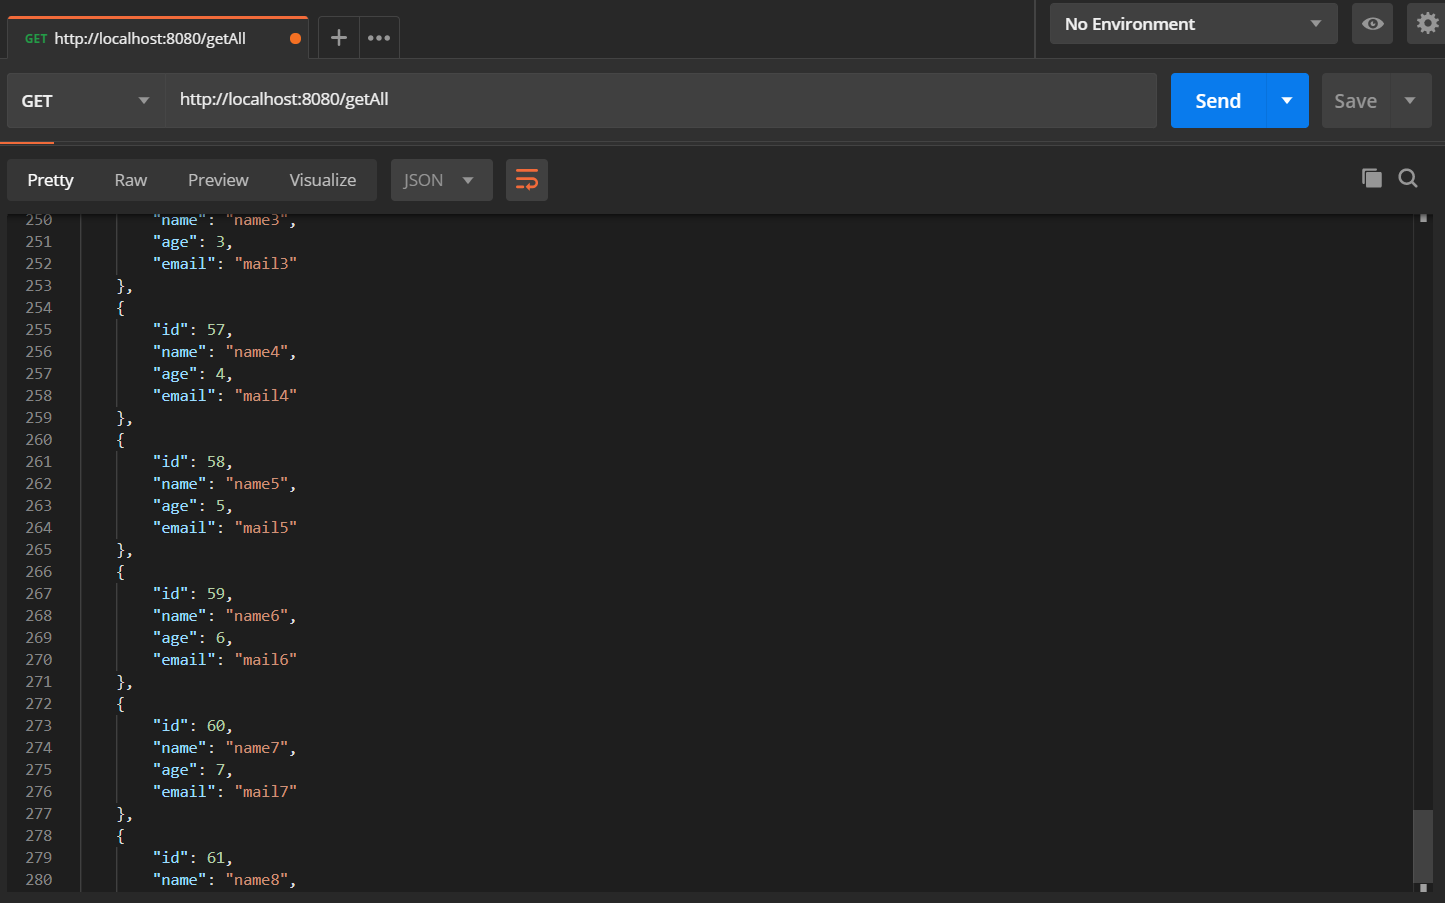 GET http://localhost:8080/getAll
No Environment
GET http://localhost:8080/getAll
Send
Save
Pretty Raw Preview Visualize JSON
250 "name": "name3",
251 "age": 3,
252 "email": "mail3"
253 },
254 {
255 "id": 57,
256 "name": "name4",
257 "age": 4,
258 "email": "mail4"
259 },
260 {
261 "id": 58,
262 "name": "name5",
263 "age": 5,
264 "email": "mail5"
265 },
266 {
267 "id": 59,
268 "name": "name6",
269 "age": 6,
270 "email": "mail6"
271 },
272 {
273 "id": 60,
274 "name": "name7",
275 "age": 7,
276 "email": "mail7"
277 },
278 {
279 "id": 61,
280 "name": "name8",